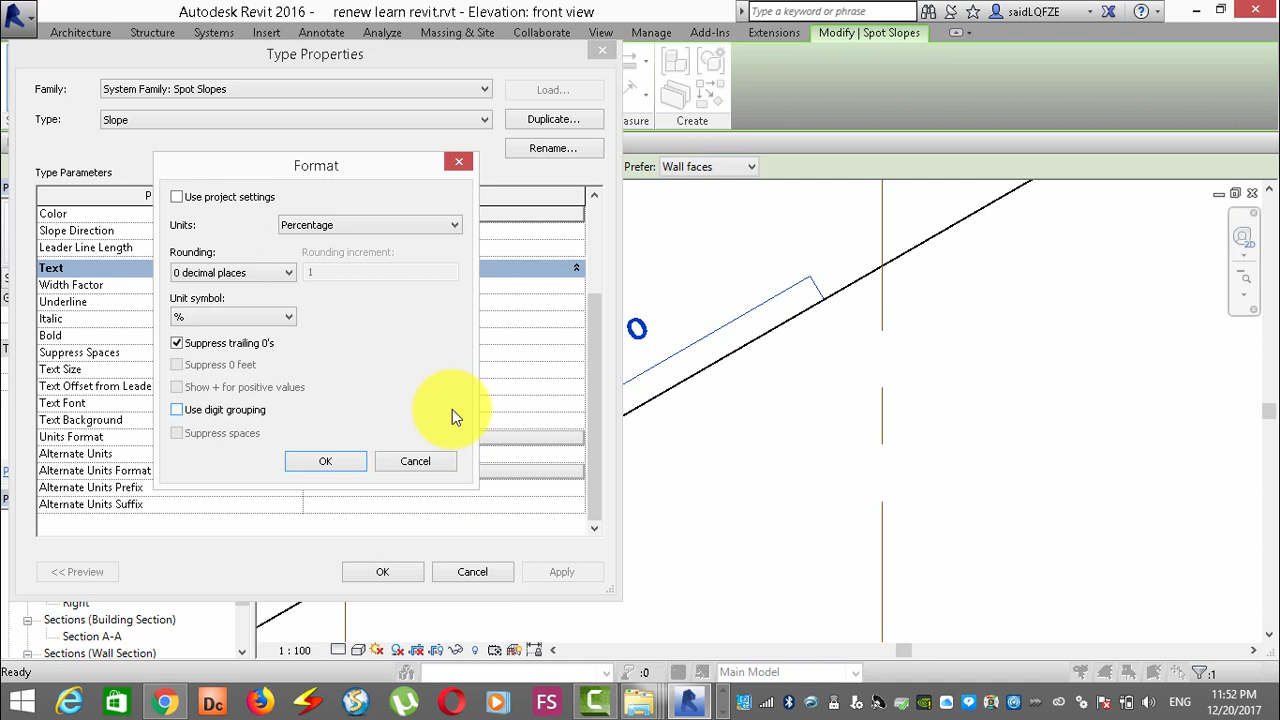 Autodesk Revit 2016 -     renew learn revit.rvt - Elevation: front view
Type a keyword or phrase
saidLQFZE
Architecture
Structure
Systems
Insert
Annotate
Analyze
Massing & Site
Collaborate
View
Manage
Add-Ins
Extensions
Modify | Spot Slopes
Type Properties
Family:
System Family: Spot Slopes
Load...
Type:
Slope
Duplicate...
Rename...
Create
Prefer:
Wall faces
Type Parameters
Format
Use project settings
Units:
Percentage
Rounding:
Rounding increment:
0 decimal places
1
Unit symbol:
%
Suppress trailing 0's
Suppress 0 feet
Show + for positive values
Use digit grouping
Suppress spaces
OK
Cancel
Color
Slope Direction
Leader Line Length
Text
Width Factor
Underline
Italic
Bold
Suppress Spaces
Text Size
Text Offset from Leade
Text Font
Text Background
Units Format
Alternate Units
Alternate Units Format
Alternate Units Prefix
Alternate Units Suffix
<< Preview
OK
Cancel
Apply
0
2D
Right
Sections (Building Section)
Section A-A
Sections (Wall Section)
1 : 100
Ready
:0
Main Model
:1
Dc
FS
ENG
11:52 PM
12/20/2017